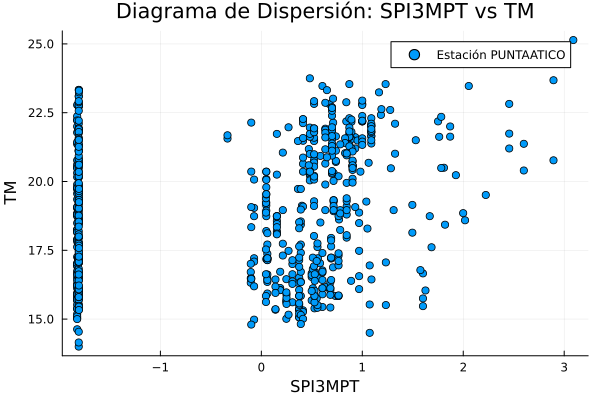 Diagrama de Dispersión: SPI3MPT vs TM
Estación PUNTAATICO
TM
25.0
22.5
20.0
17.5
15.0
−1
0
1
2
3
SPI3MPT